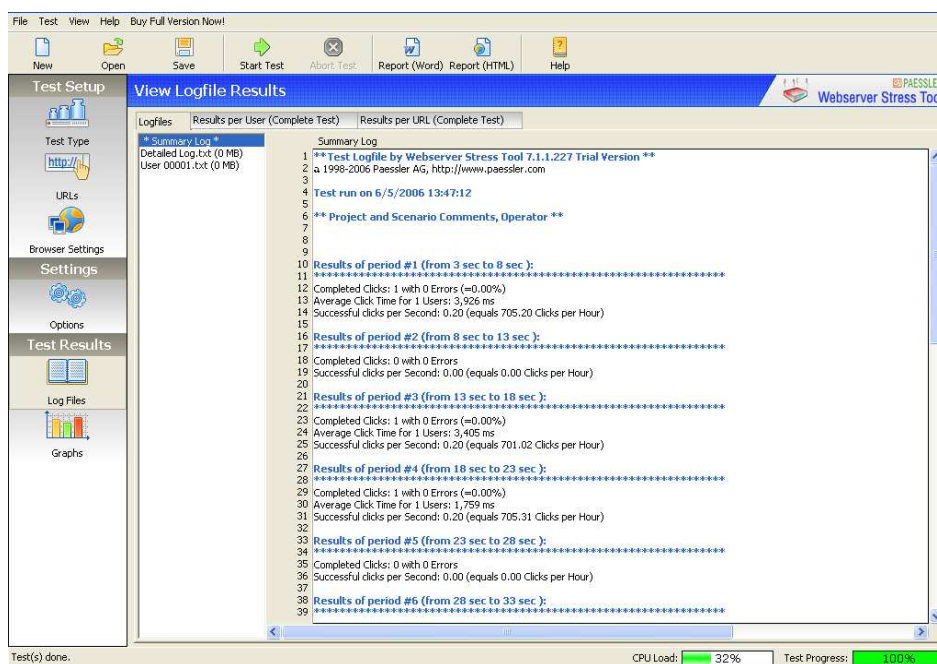 File Test View Help Buy Full Version Now!
New Open Save Start Test Abort Test Report (Word) Report (HTML) Help
Test Setup
Test Type
http://
URLs
Browser Settings
Settings
Options
Test Results
Log Files
Graphs
View Logfile Results
PAESSLE
Webserver Stress Too
Logfiles Results per User (Complete Test) Results per URL (Complete Test)
* Summary Log *
Detailed Log.txt (0 MB)
User 00001.txt (0 MB)
Summary Log
1 ** Test Logfile by Webserver Stress Tool 7.1.1.227 Trial Version **
2 a 1998-2006 Paessler AG, http://www.paessler.com
3
4 Test run on 6/5/2006 13:47:12
5
6 ** Project and Scenario Comments, Operator **
7
8
9
10 Results of period #1 (from 3 sec to 8 sec ):
11 ******************************************************************************
12 Completed Clicks: 1 with 0 Errors (=0.00%)
13 Average Click Time for 1 Users: 3,926 ms
14 Successful clicks per Second: 0.20 (equals 705.20 Clicks per Hour)
15
16 Results of period #2 (from 8 sec to 13 sec ):
17 ******************************************************************************
18 Completed Clicks: 0 with 0 Errors
19 Successful clicks per Second: 0.00 (equals 0.00 Clicks per Hour)
20
21 Results of period #3 (from 13 sec to 18 sec ):
22 ******************************************************************************
23 Completed Clicks: 1 with 0 Errors (=0.00%)
24 Average Click Time for 1 Users: 3,405 ms
25 Successful clicks per Second: 0.20 (equals 701.02 Clicks per Hour)
26
27 Results of period #4 (from 18 sec to 23 sec ):
28 ******************************************************************************
29 Completed Clicks: 1 with 0 Errors (=0.00%)
30 Average Click Time for 1 Users: 1,759 ms
31 Successful clicks per Second: 0.20 (equals 705.31 Clicks per Hour)
32
33 Results of period #5 (from 23 sec to 28 sec ):
34 ******************************************************************************
35 Completed Clicks: 0 with 0 Errors
36 Successful clicks per Second: 0.00 (equals 0.00 Clicks per Hour)
37
38 Results of period #6 (from 28 sec to 33 sec ):
39 ******************************************************************************
Test(s) done. CPU Load: 32% Test Progress: 100%